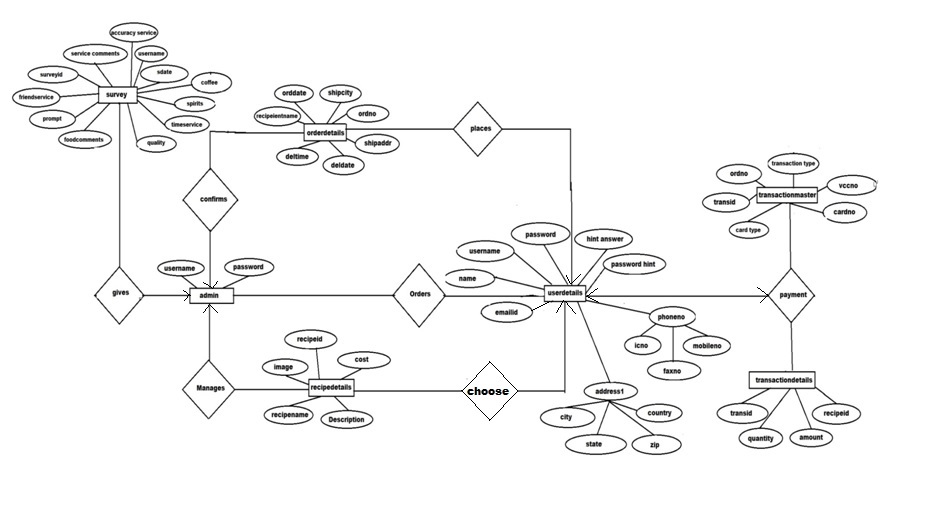 accuracy service
service comments
username
surveyid
sdate
coffee
friendservice
survey
spirits
prompt
timeservice
foodcomments
quality
orddate
shipcity
recipeientname
ordno
orderdetails
shipaddr
deltime
deldate
places
confirms
transaction type
ordno
vccno
transid
transactionmaster
cardno
card type
password
hint answer
username
password hint
name
userdetails
emailid
username
password
gives
admin
Orders
payment
phoneno
icno
mobileno
faxno
recipeid
image
cost
Manages
recipedetails
choose
recipename
Description
address1
city
country
state
zip
transactiondetails
transid
recipeid
quantity
amount